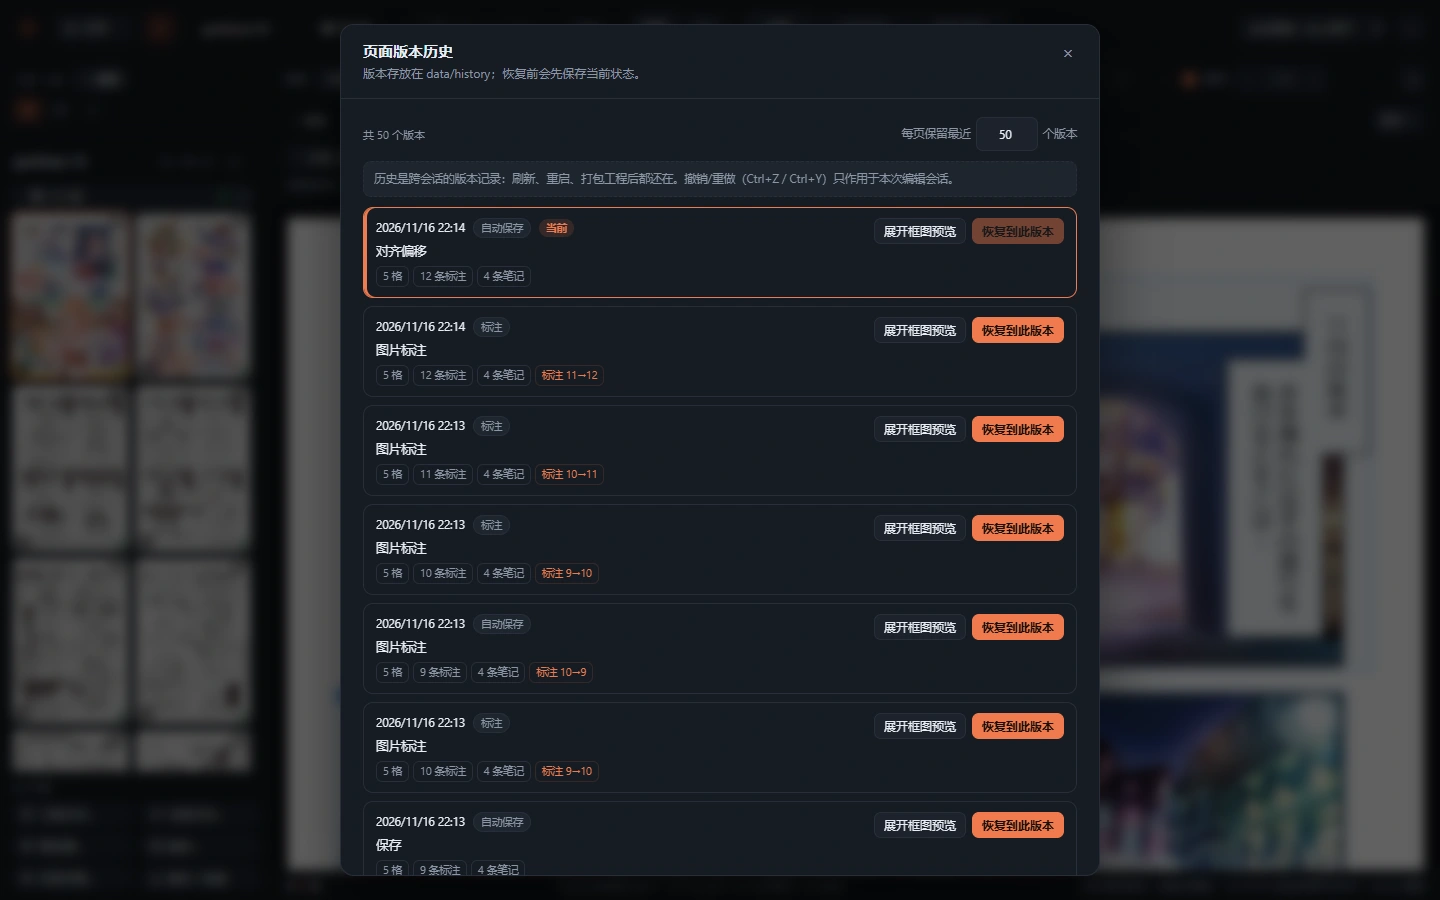 页面版本历史
版本存放在 data/history；恢复前会先保存当前状态。
×
共 50 个版本
每页保留最近 50 个版本
历史是跨会话的版本记录：刷新、重启、打包工程后都还在。撤销/重做（Ctrl+Z / Ctrl+Y）只作用于本次编辑会话。
2026/11/16 22:14 自动保存 当前 展开框图预览 恢复到此版本
对齐偏移
5 格 12 条标注 4 条笔记
2026/11/16 22:14 标注 展开框图预览 恢复到此版本
图片标注
5 格 12 条标注 4 条笔记 标注 11→12
2026/11/16 22:13 标注 展开框图预览 恢复到此版本
图片标注
5 格 11 条标注 4 条笔记 标注 10→11
2026/11/16 22:13 标注 展开框图预览 恢复到此版本
图片标注
5 格 10 条标注 4 条笔记 标注 9→10
2026/11/16 22:13 自动保存 展开框图预览 恢复到此版本
图片标注
5 格 9 条标注 4 条笔记 标注 10→9
2026/11/16 22:13 标注 展开框图预览 恢复到此版本
图片标注
5 格 10 条标注 4 条笔记 标注 9→10
2026/11/16 22:13 自动保存 展开框图预览 恢复到此版本
保存
5 格 9 条标注 4 条笔记